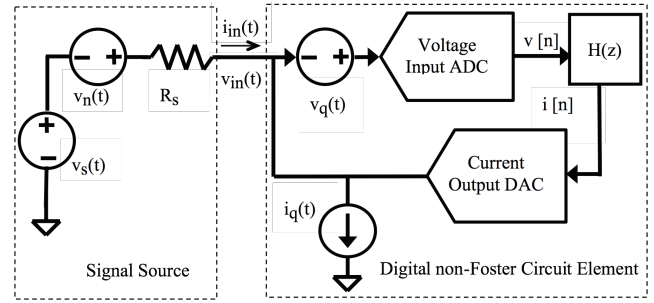 i_in(t)
v_in(t)
v_n(t)
R_s
v_s(t)
v_q(t)
Voltage
Input ADC
v [n]
H(z)
i [n]
Current
Output DAC
i_q(t)
Signal Source
Digital non-Foster Circuit Element